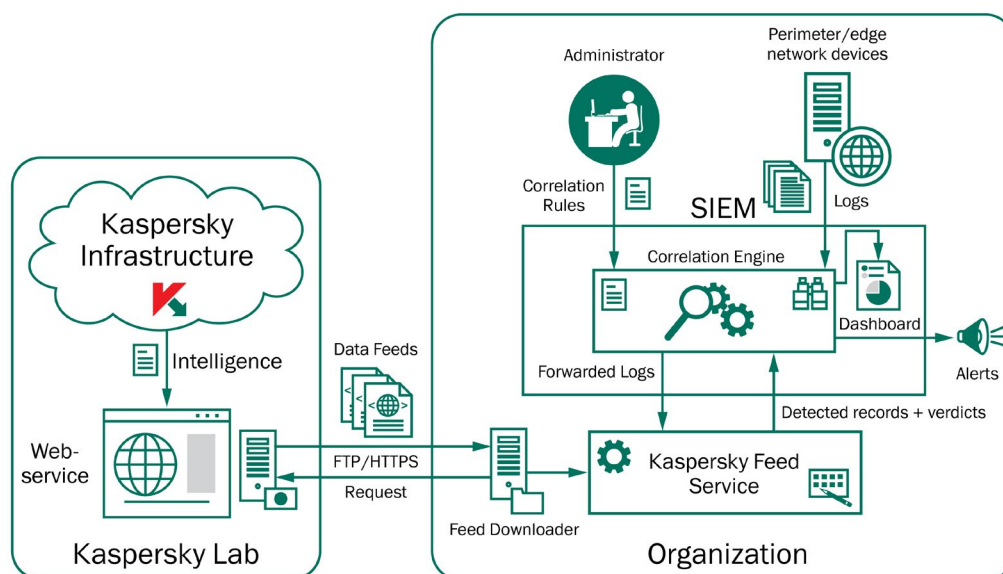 Administrator
Perimeter/edge
network devices
Correlation
Rules
SIEM
Logs
Kaspersky
Infrastructure
Correlation Engine
Dashboard
Intelligence
Data Feeds
Forwarded Logs
Alerts
Detected records + verdicts
Web-
service
FTP/HTTPS
Request
Kaspersky Feed
Service
Feed Downloader
Kaspersky Lab
Organization